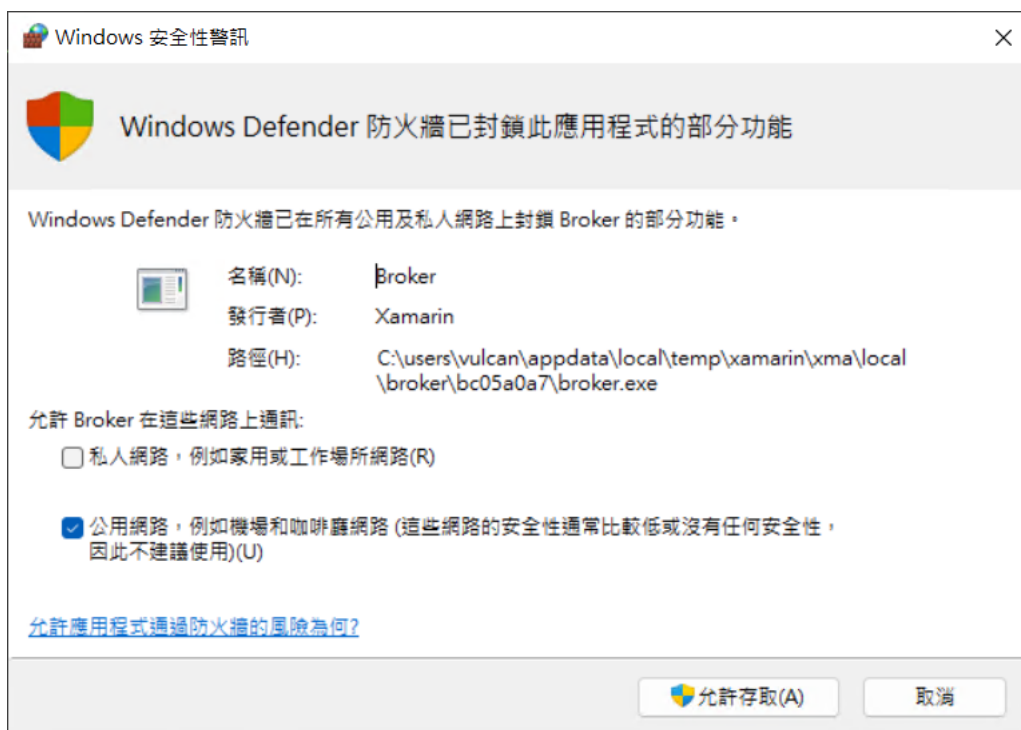 Windows 安全性警訊
Windows Defender 防火牆已封鎖此應用程式的部分功能
Windows Defender 防火牆已在所有公用及私人網路上封鎖 Broker 的部分功能。
名稱(N): Broker
發行者(P): Xamarin
路徑(H): C:\users\vulcan\appdata\local\temp\xamarin\xma\local
\broker\bc05a0a7\broker.exe
允許 Broker 在這些網路上通訊:
私人網路，例如家用或工作場所網路(R)
公用網路，例如機場和咖啡廳網路 (這些網路的安全性通常比較低或沒有任何安全性，
因此不建議使用)(U)
允許應用程式通過防火牆的風險為何?
允許存取(A)
取消